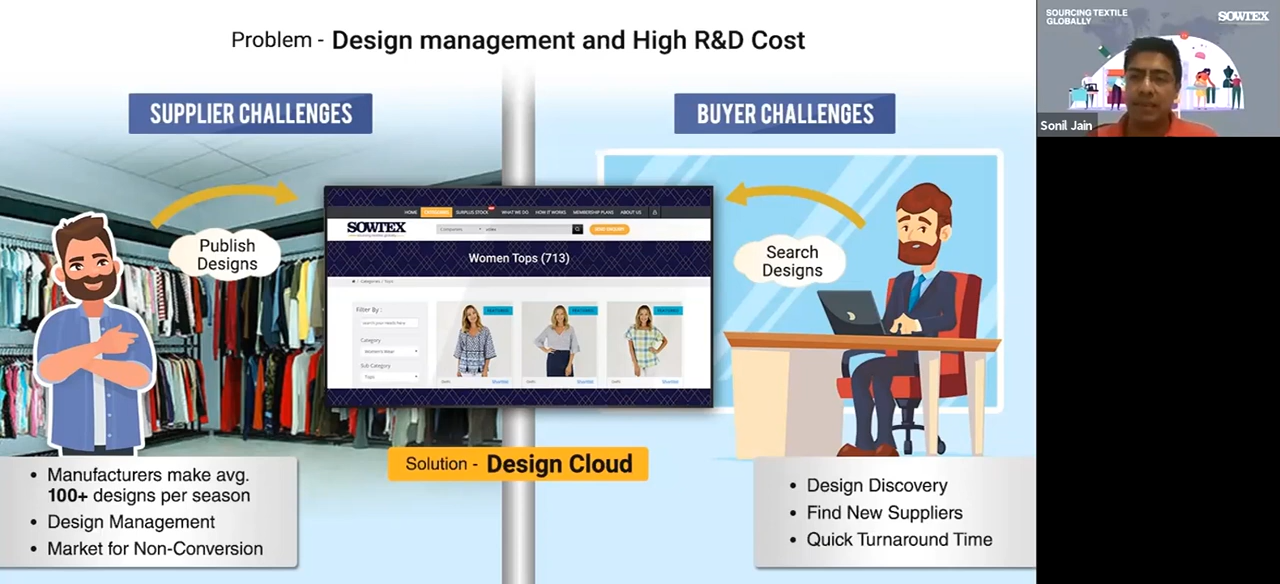 Problem - Design management and High R&D Cost
SUPPLIER CHALLENGES
BUYER CHALLENGES
Publish
Designs
Search
Designs
HOME CATEGORIES SURPLUS STOCK WHAT WE DO HOW IT WORKS MEMBERSHIP PLANS ABOUT US
SOWTEX
Companies
Women Tops (713)
Filter By :
Category
Women's Wear
Sub Category
Tops
Solution - Design Cloud
• Manufacturers make avg.
100+ designs per season
• Design Management
• Market for Non-Conversion
• Design Discovery
• Find New Suppliers
• Quick Turnaround Time
SOURCING TEXTILE
GLOBALLY
SOWTEX
Sonil Jain